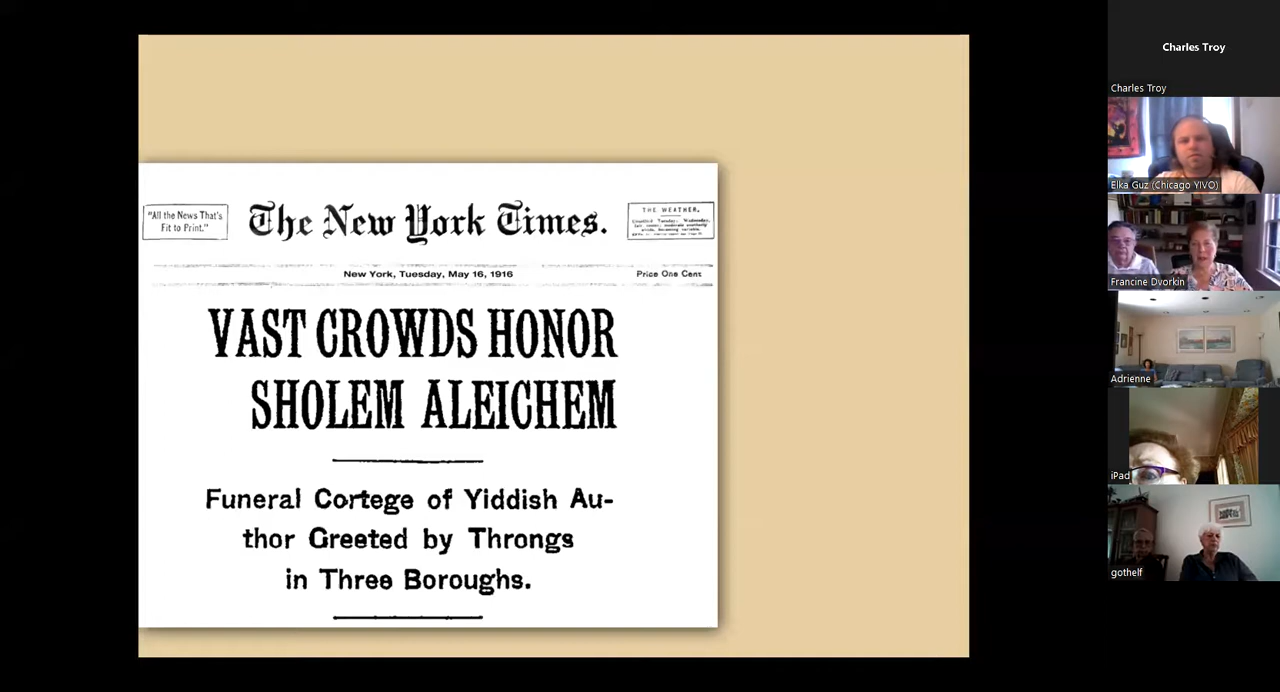 "All the News That's
Fit to Print."
The New York Times.
THE WEATHER.
New York, Tuesday, May 16, 1916
Price One Cent
VAST CROWDS HONOR
SHOLEM ALEICHEM
Funeral Cortege of Yiddish Au-
thor Greeted by Throngs
in Three Boroughs.
Charles Troy
Charles Troy
Elka Guz (Chicago YIVO)
Francine Dvorkin
Adrienne
iPad
gothelf